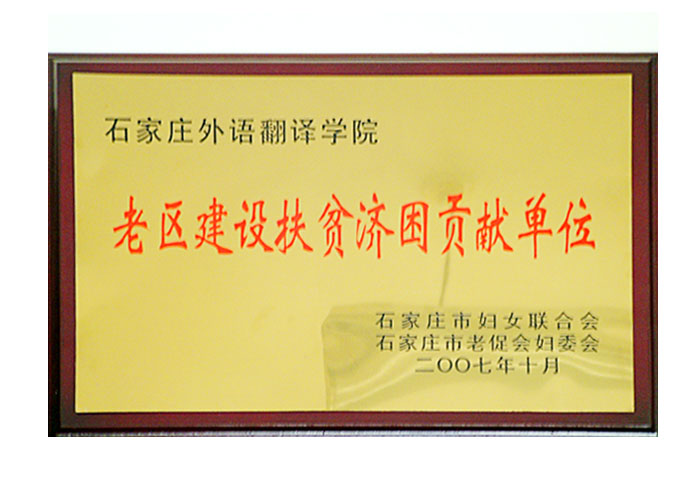 石家庄外语翻译学院
老区建设扶贫济困贡献单位
石家庄市妇女联合会
石家庄市老促会妇委会
二〇〇七年十月